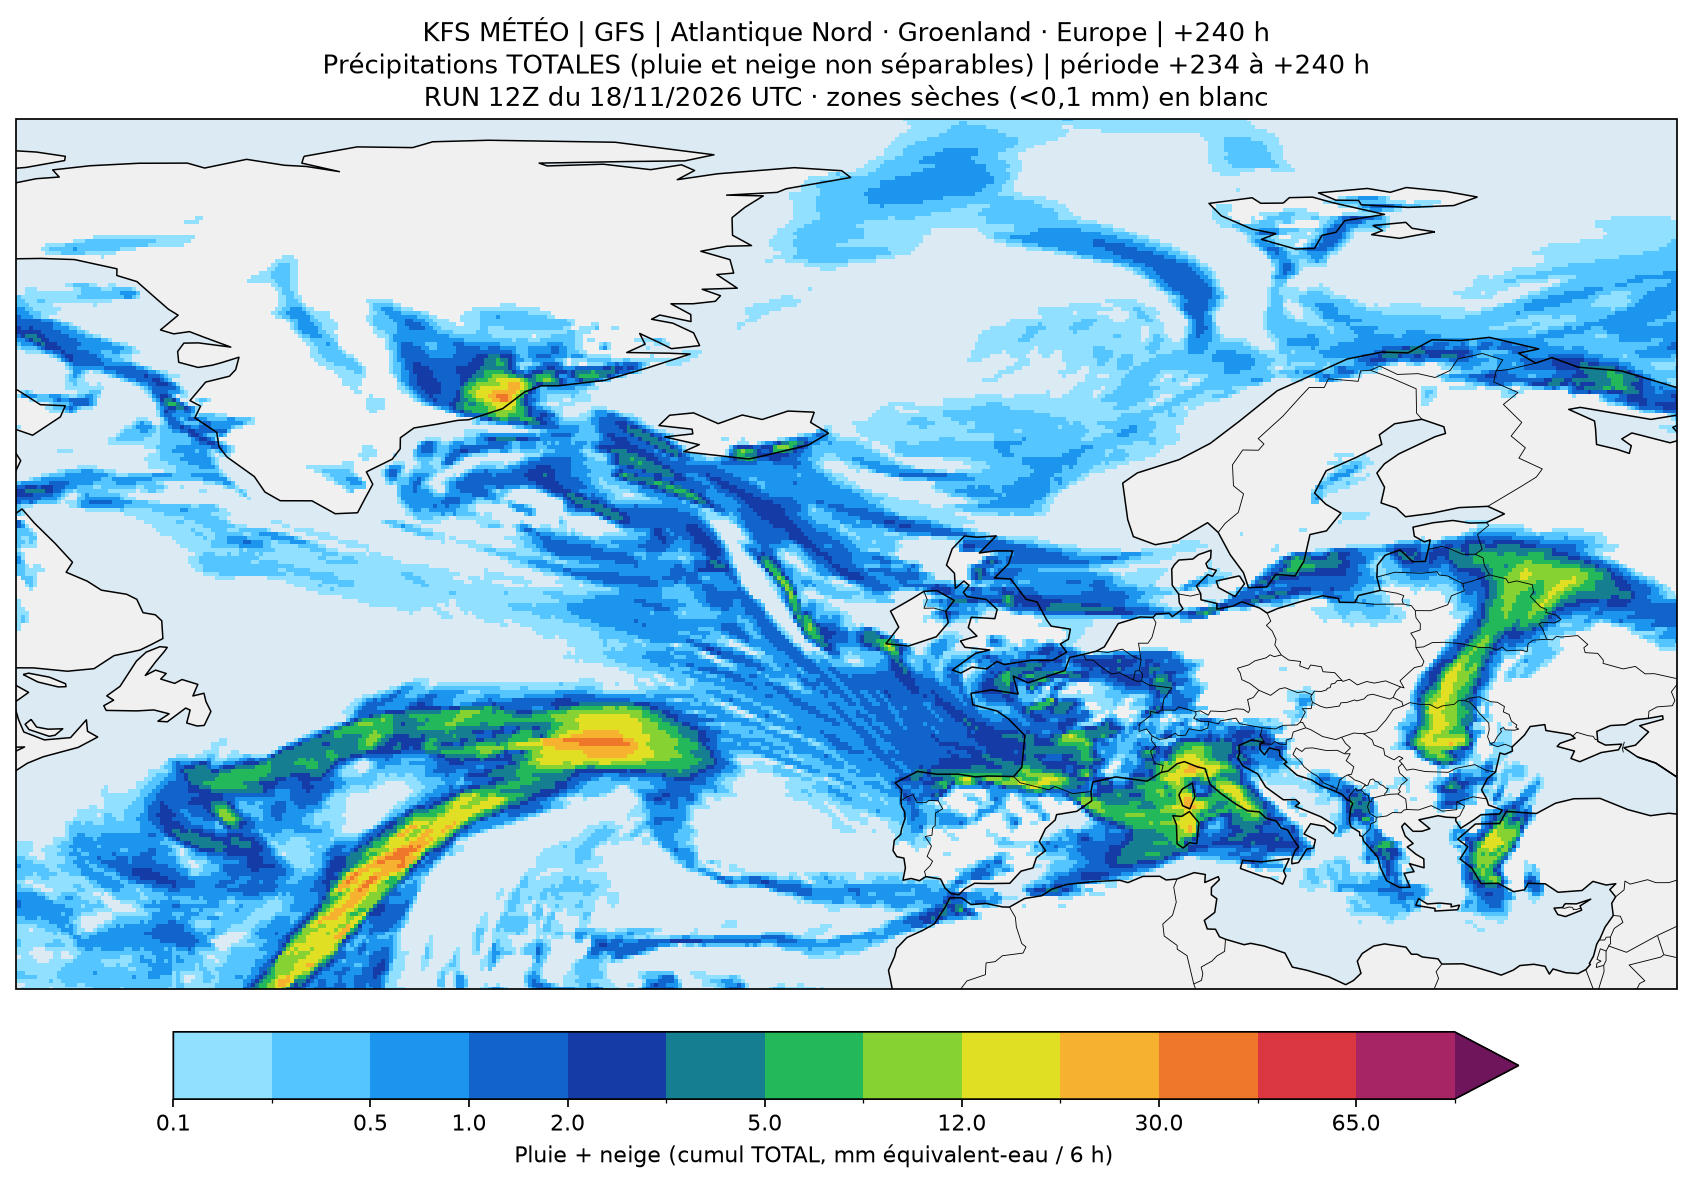 KFS MÉTÉO | GFS | Atlantique Nord · Groenland · Europe | +240 h
Précipitations TOTALES (pluie et neige non séparables) | période +234 à +240 h
RUN 12Z du 18/11/2026 UTC · zones sèches (<0,1 mm) en blanc
0.1 0.5 1.0 2.0 5.0 12.0 30.0 65.0
Pluie + neige (cumul TOTAL, mm équivalent-eau / 6 h)